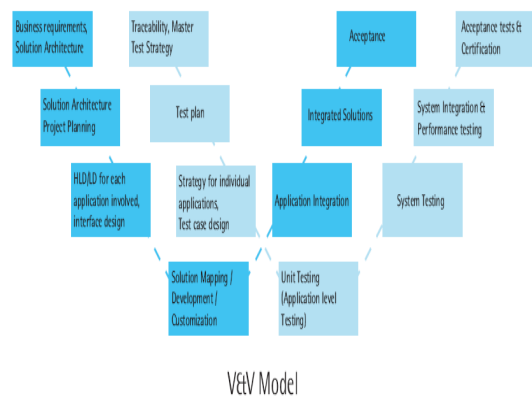 Business requirements,
Solution Architecture
Traceability, Master
Test Strategy
Acceptance
Acceptance tests &
Certification
Solution Architecture
Project Planning
Test plan
Integrated Solutions
System Integration &
Performance testing
HLD/LD for each
application involved,
interface design
Strategy for individual
applications,
Test case design
Application Integration
System Testing
Solution Mapping /
Development /
Customization
Unit Testing
(Application level
Testing)
V&V Model